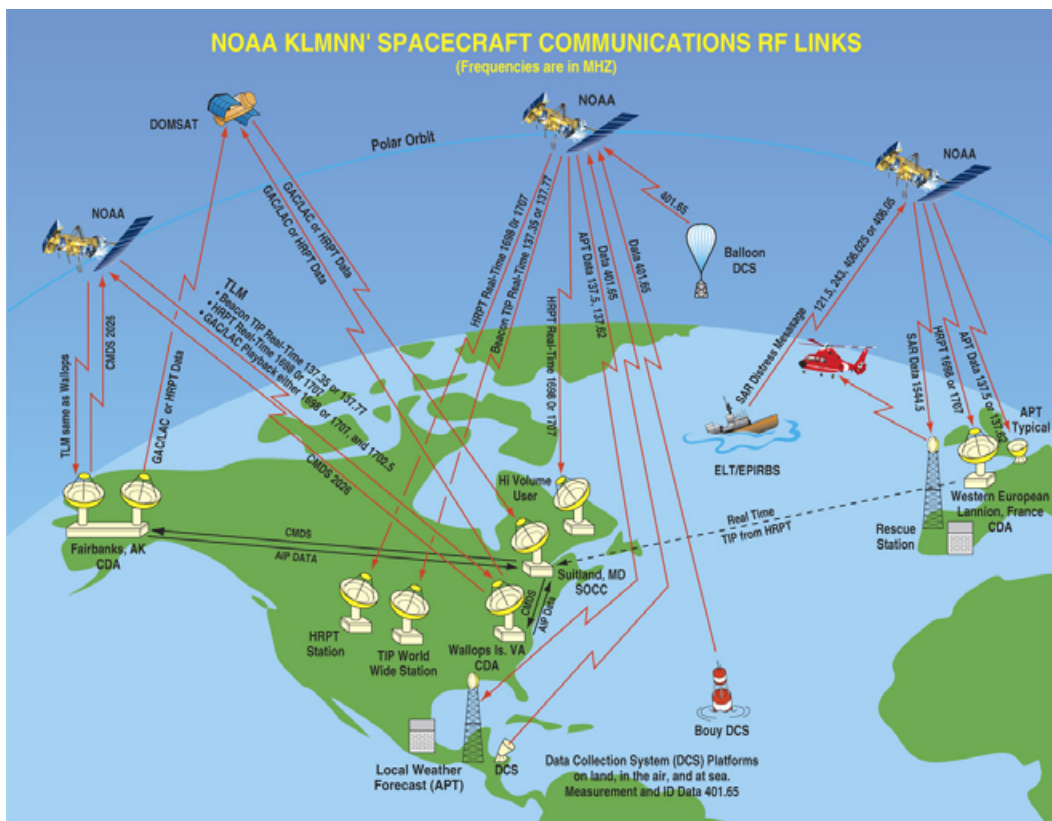 NOAA KLMNN' SPACECRAFT COMMUNICATIONS RF LINKS
(Frequencies are in MHZ)
DOMSAT
Polar Orbit
NOAA
NOAA
NOAA
401.65
Balloon
DCS
GAC/LAC or HRPT Data
GAC/LAC or HRPT Data
GAC/LAC or HRPT Data
TLM same as Wallops
CMDS 2026
TLM
• Beacon TIP Real-Time 137.35 or 137.77
• HRPT Real-Time 1698 0r 1707
• GAC/LAC Playback either 1698 or 1707, and 1702.5
CMDS 2026
HRPT Real-Time 1698 0r 1707
Beacon TIP Real-Time 137.35 or 137.77
HRPT Real-Time 1698 0r 1707
APT Data 137.5, 137.62
Data 401.65
Data 401.65
SAR Distress Mesasage
121.5, 243, 406.025 or 406.05
SAR Data 1544.5
HRPT 1698 or 1707
APT Data 137.5 or 137.62
APT
Typical
ELT/EPIRBS
Hi Volume
User
Western European
Lannion, France
CDA
Rescue
Station
Real Time
TIP from HRPT
Fairbanks, AK
CDA
CMDS
AIP DATA
Suitland, MD
SOCC
CMDS
AIP Data
HRPT
Station
TIP World
Wide Station
Wallops Is. VA
CDA
Bouy DCS
Local Weather
Forecast (APT)
DCS
Data Collection System (DCS) Platforms
on land, in the air, and at sea.
Measurement and ID Data 401.65